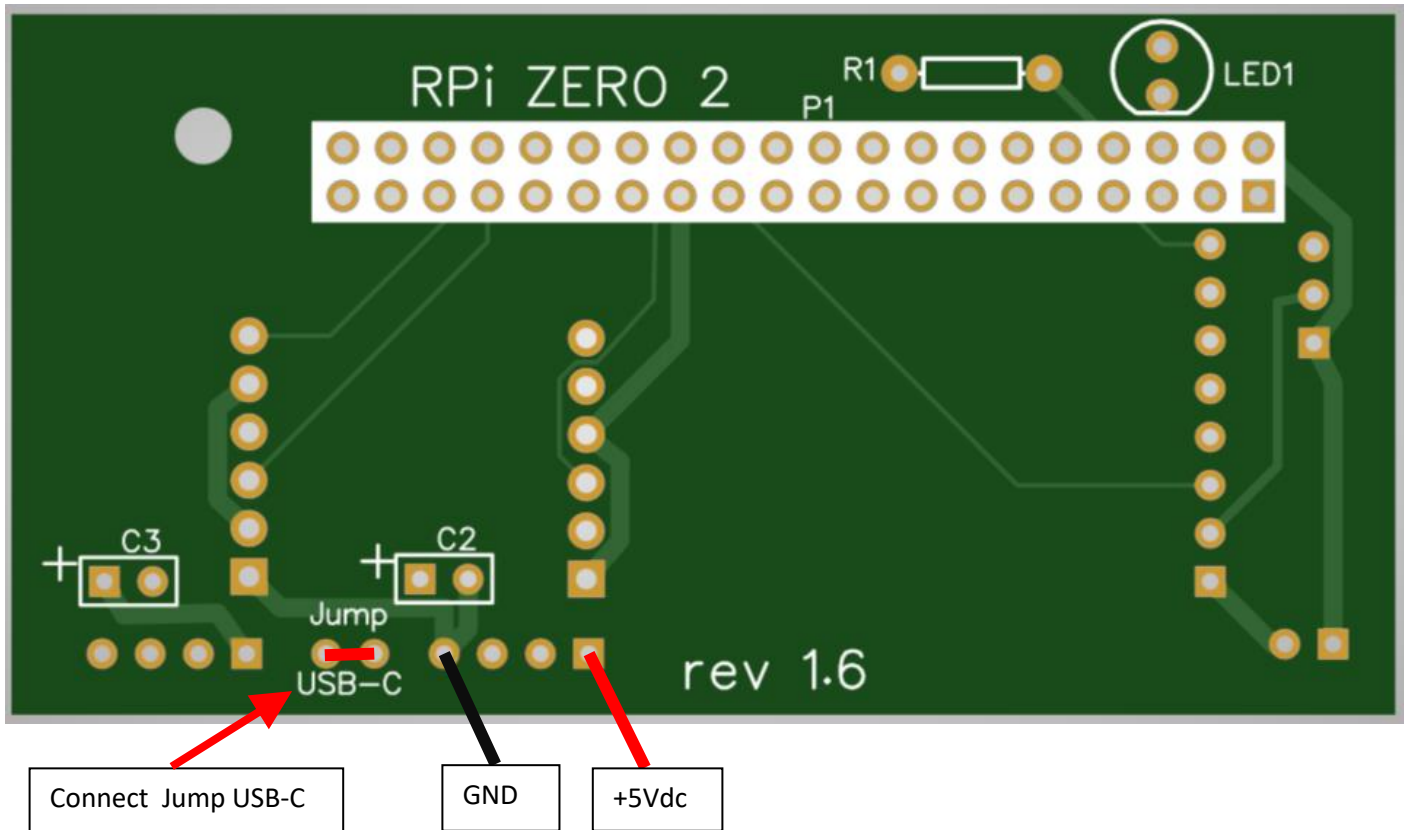 RPi ZERO 2
R1
P1
LED1
C3
C2
Jump
USB-C
rev 1.6
Connect Jump USB-C
GND
+5Vdc